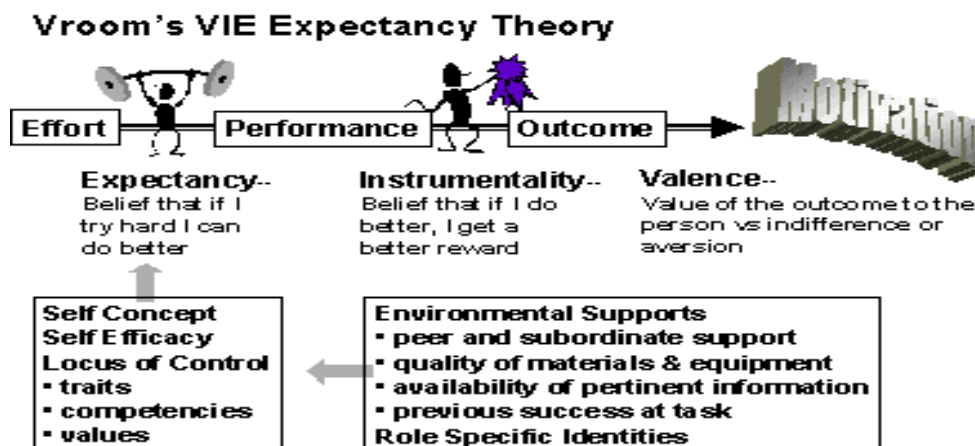 Vroom's VIE Expectancy Theory
Motivation
Effort
Performance
Outcome
Expectancy--
Belief that if I
try hard I can
do better
Instrumentality--
Belief that if I do
better, I get a
better reward
Valence--
Value of the outcome to the
person vs indifference or
aversion
Self Concept
Self Efficacy
Locus of Control
▪ traits
▪ competencies
▪ values
Environmental Supports
▪ peer and subordinate support
▪ quality of materials & equipment
▪ availability of pertinent information
▪ previous success at task
Role Specific Identities